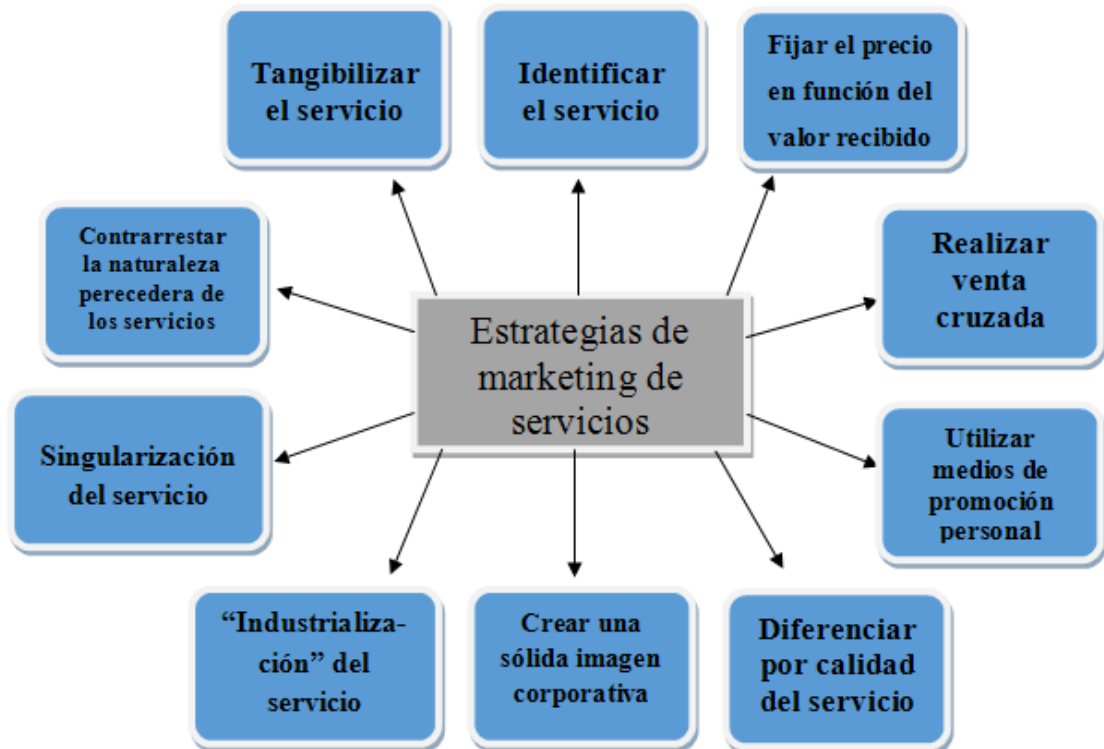 Tangibilizar
el servicio
Identificar
el servicio
Fijar el precio
en función del
valor recibido
Contrarrestar
la naturaleza
perecedera de
los servicios
Realizar
venta
cruzada
Estrategias de
marketing de
servicios
Singularización
del servicio
Utilizar
medios de
promoción
personal
“Industrializa-
ción” del
servicio
Crear una
sólida imagen
corporativa
Diferenciar
por calidad
del servicio